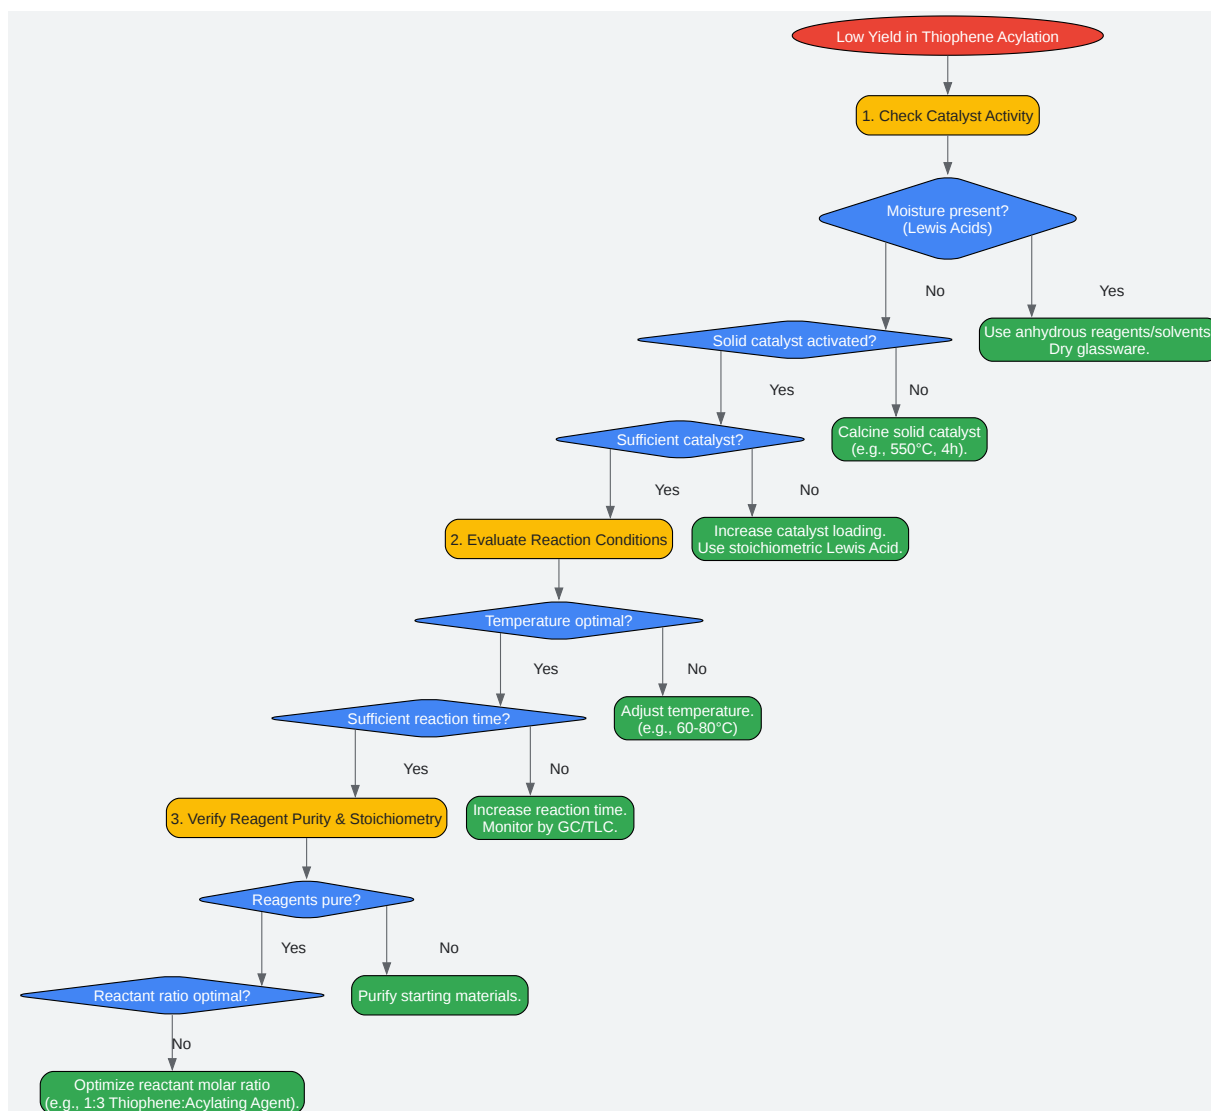 Low Yield in Thiophene Acylation
1. Check Catalyst Activity
Moisture present?
(Lewis Acids)
No
Yes
Use anhydrous reagents/solvents
Dry glassware.
Solid catalyst activated?
Yes
No
Calcine solid catalyst
(e.g., 550°C, 4h).
Sufficient catalyst?
Yes
No
Increase catalyst loading.
Use stoichiometric Lewis Acid.
2. Evaluate Reaction Conditions
Temperature optimal?
Yes
No
Adjust temperature.
(e.g., 60-80°C)
Sufficient reaction time?
Yes
No
Increase reaction time.
Monitor by GC/TLC.
3. Verify Reagent Purity & Stoichiometry
Reagents pure?
Yes
No
Purify starting materials.
Reactant ratio optimal?
No
Optimize reactant molar ratio
(e.g., 1:3 Thiophene:Acylating Agent).